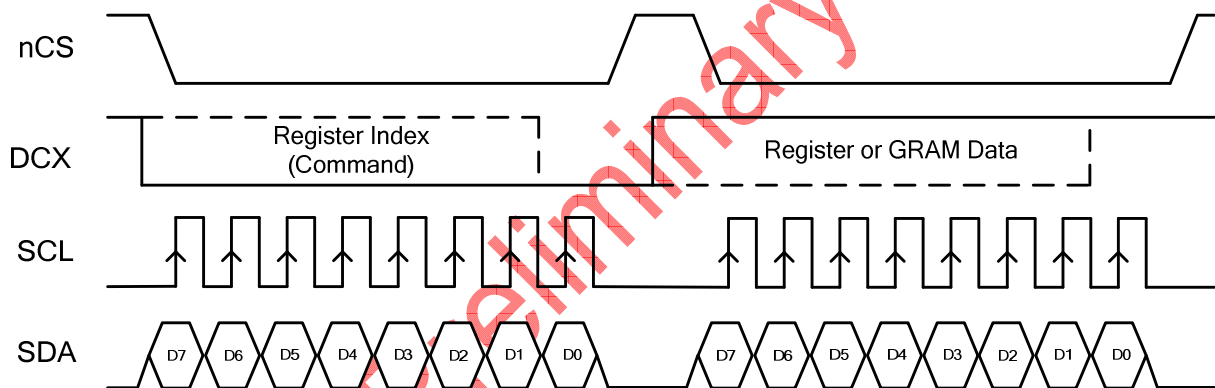 nCS
DCX
Register Index
(Command)
Register or GRAM Data
SCL
SDA
D7 D6 D5 D4 D3 D2 D1 D0
D7 D6 D5 D4 D3 D2 D1 D0